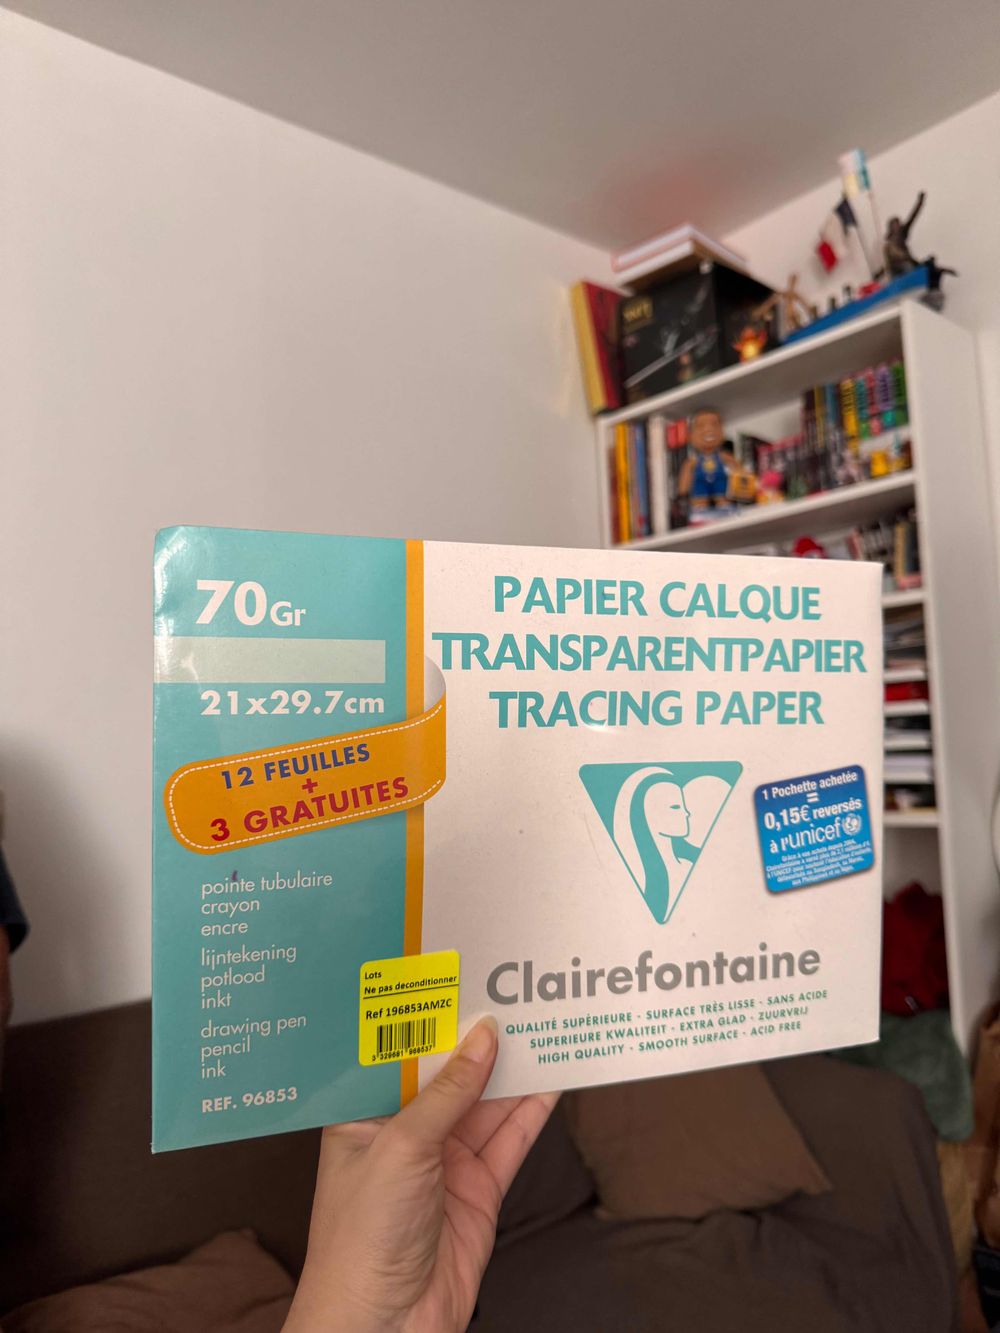 70Gr
21x29.7cm
12 FEUILLES
+
3 GRATUITES
pointe tubulaire
crayon
encre
lijntekening
potlood
inkt
drawing pen
pencil
ink
REF. 96853
Lots
Ne pas deconditionner
Ref 196853AMZC
PAPIER CALQUE
TRANSPARENTPAPIER
TRACING PAPER
1 Pochette achetée
=
0,15€ reversés
à l'unicef
Clairefontaine
QUALITÉ SUPÉRIEURE - SURFACE TRÈS LISSE - SANS ACIDE
SUPERIEURE KWALITEIT - EXTRA GLAD - ZUURVRIJ
HIGH QUALITY - SMOOTH SURFACE - ACID FREE